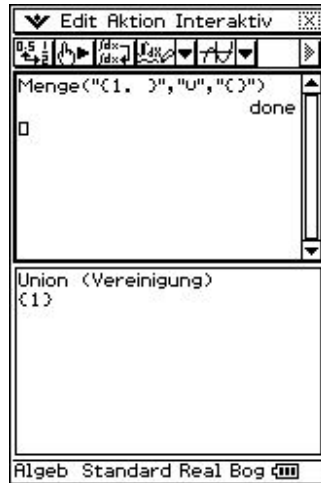 Edit Aktion Interaktiv
Menge("{1. }","U","{}")
done
Union (Vereinigung)
{1}
Algeb Standard Real Bog